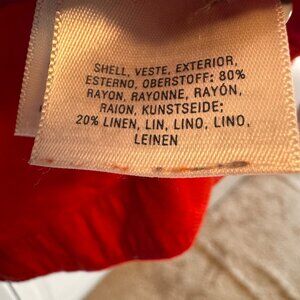 SHELL, VESTE, EXTERIOR,
ESTERNO, OBERSTOFF: 80%
RAYON, RAYONNE, RAYÓN,
RAION, KUNSTSEIDE;
20% LINEN, LIN, LINO, LINO,
LEINEN